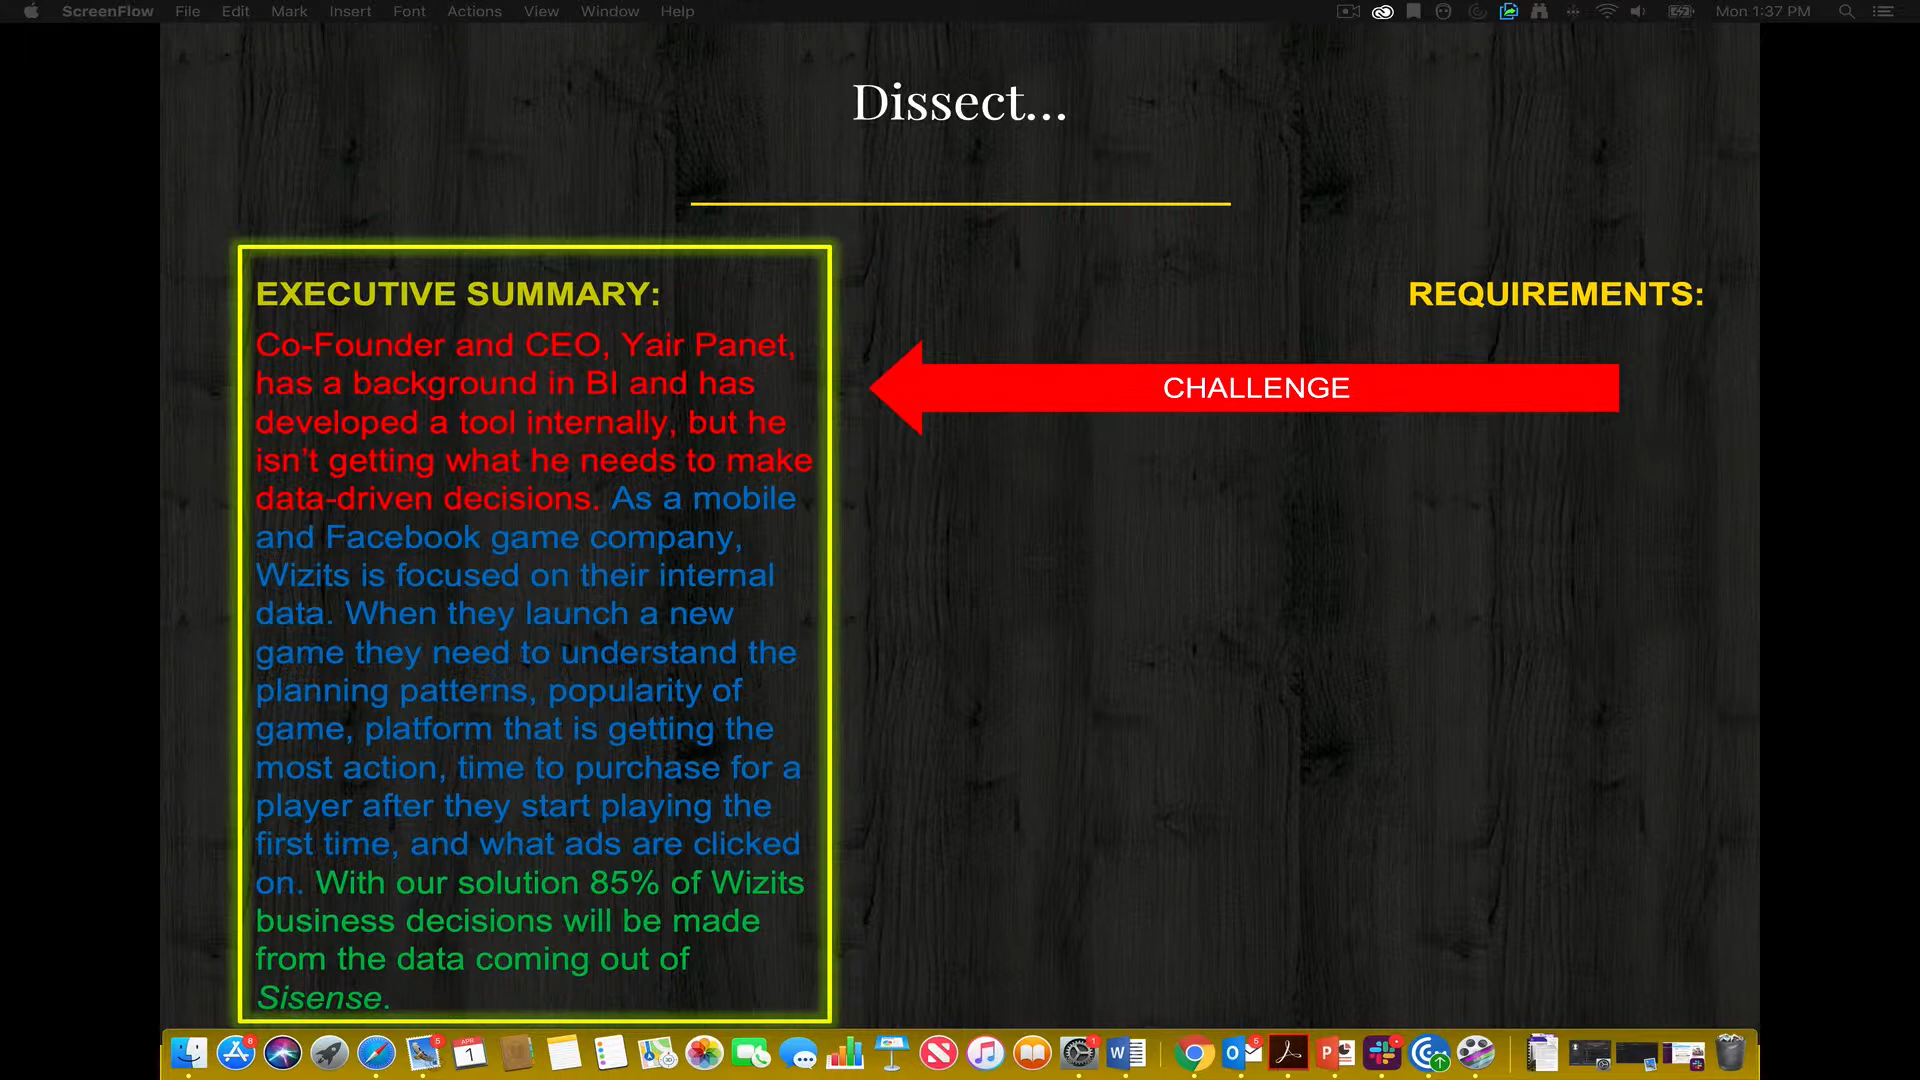 ScreenFlow File Edit Mark Insert Font Actions View Window Help Mon 1:37 PM
Dissect...
EXECUTIVE SUMMARY:
Co-Founder and CEO, Yair Panet,
has a background in BI and has
developed a tool internally, but he
isn't getting what he needs to make
data-driven decisions. As a mobile
and Facebook game company,
Wizits is focused on their internal
data. When they launch a new
game they need to understand the
planning patterns, popularity of
game, platform that is getting the
most action, time to purchase for a
player after they start playing the
first time, and what ads are clicked
on. With our solution 85% of Wizits
business decisions will be made
from the data coming out of
Sisense.
REQUIREMENTS:
CHALLENGE
8
5
APR
1
1
5